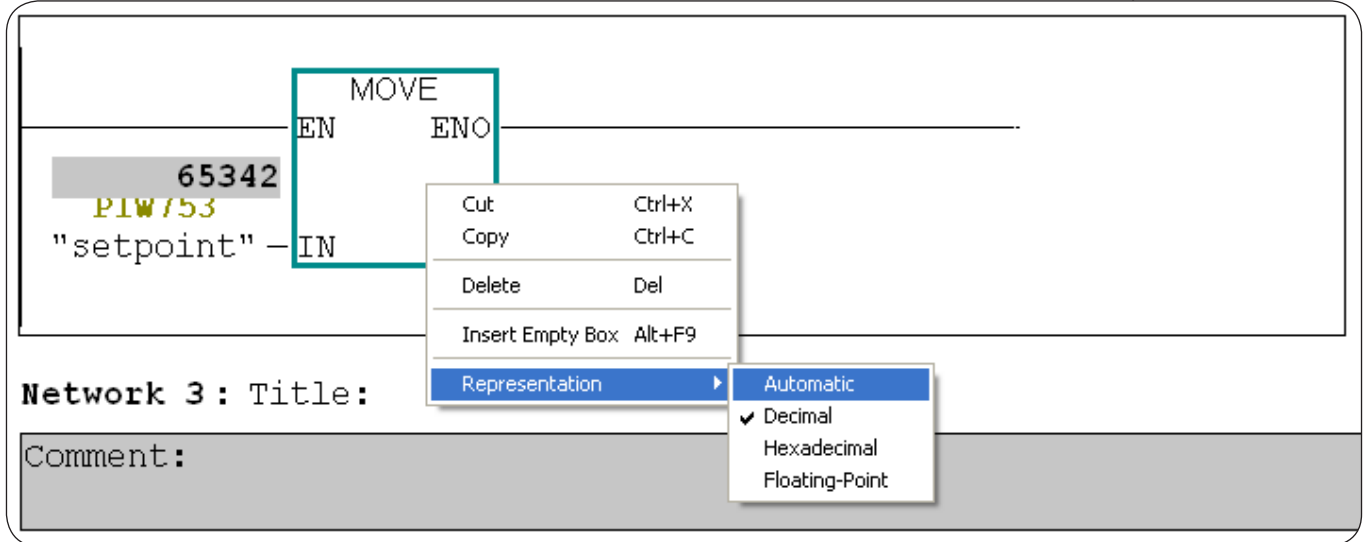 MOVE
EN ENO
65342
PIW753
"setpoint" IN
Cut Ctrl+X
Copy Ctrl+C
Delete Del
Insert Empty Box Alt+F9
Representation
Automatic
Decimal
Hexadecimal
Floating-Point
Network 3: Title:
Comment: